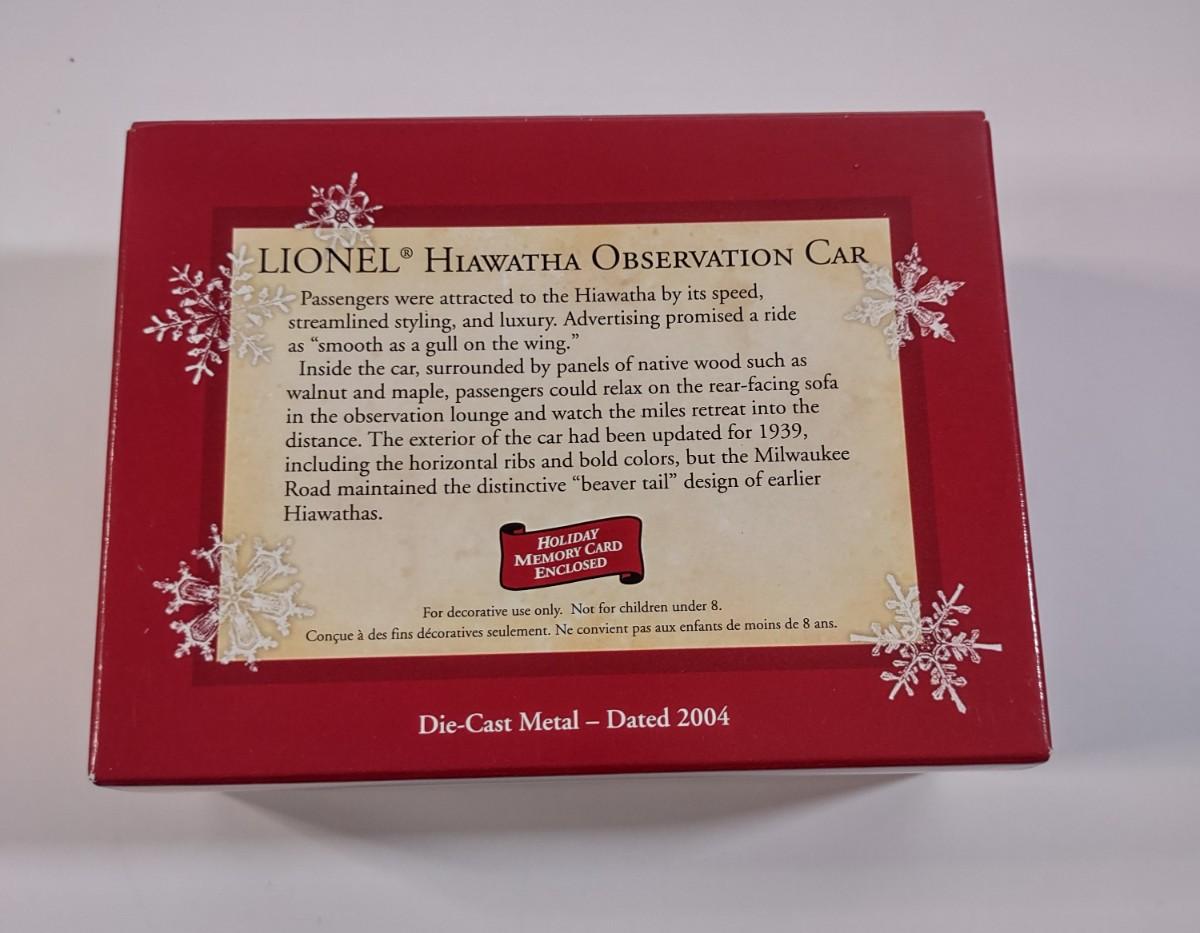 LIONEL® Hiawatha Observation Car
Passengers were attracted to the Hiawatha by its speed,
streamlined styling, and luxury. Advertising promised a ride
as “smooth as a gull on the wing.”
Inside the car, surrounded by panels of native wood such as
walnut and maple, passengers could relax on the rear-facing sofa
in the observation lounge and watch the miles retreat into the
distance. The exterior of the car had been updated for 1939,
including the horizontal ribs and bold colors, but the Milwaukee
Road maintained the distinctive “beaver tail” design of earlier
Hiawathas.
Holiday
Memory Card
Enclosed
For decorative use only. Not for children under 8.
Conçue à des fins décoratives seulement. Ne convient pas aux enfants de moins de 8 ans.
Die-Cast Metal – Dated 2004